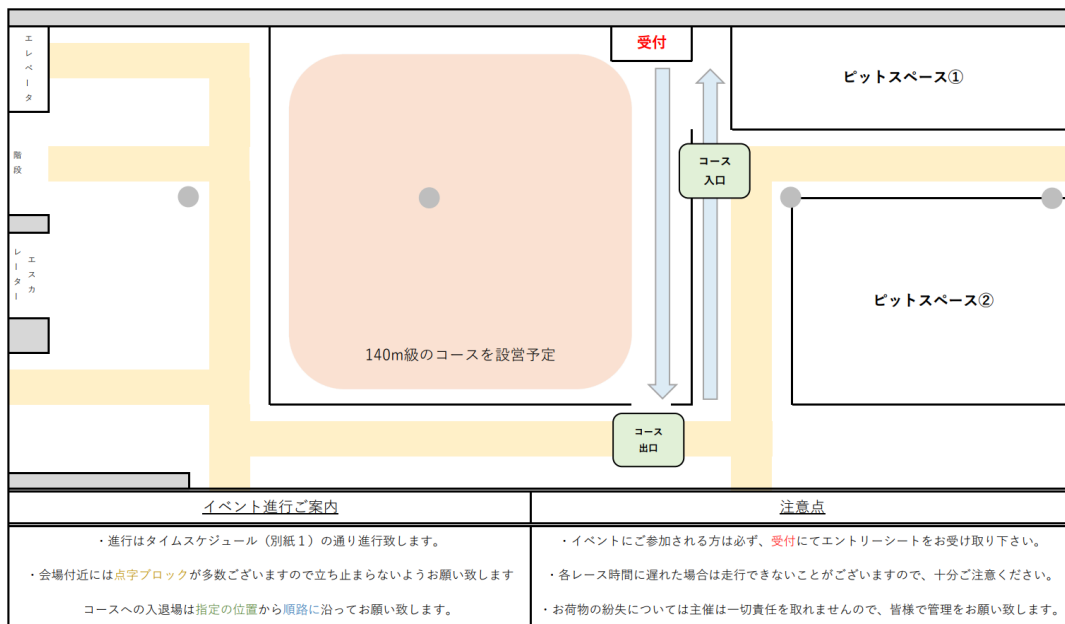 エレベータ
受付
ピットスペース①
階段
コース
入口
エスカ
レーター
ピットスペース②
140m級のコースを設営予定
コース
出口
イベント進行ご案内
・進行はタイムスケジュール（別紙１）の通り進行致します。
・会場付近には点字ブロックが多数ございますので立ち止まらないようお願い致します
コースへの入退場は指定の位置から順路に沿ってお願い致します。
注意点
・イベントにご参加される方は必ず、受付にてエントリーシートをお受け取り下さい。
・各レース時間に遅れた場合は走行できないことがございますので、十分ご注意ください。
・お荷物の紛失については主催は一切責任を取れませんので、皆様で管理をお願い致します。